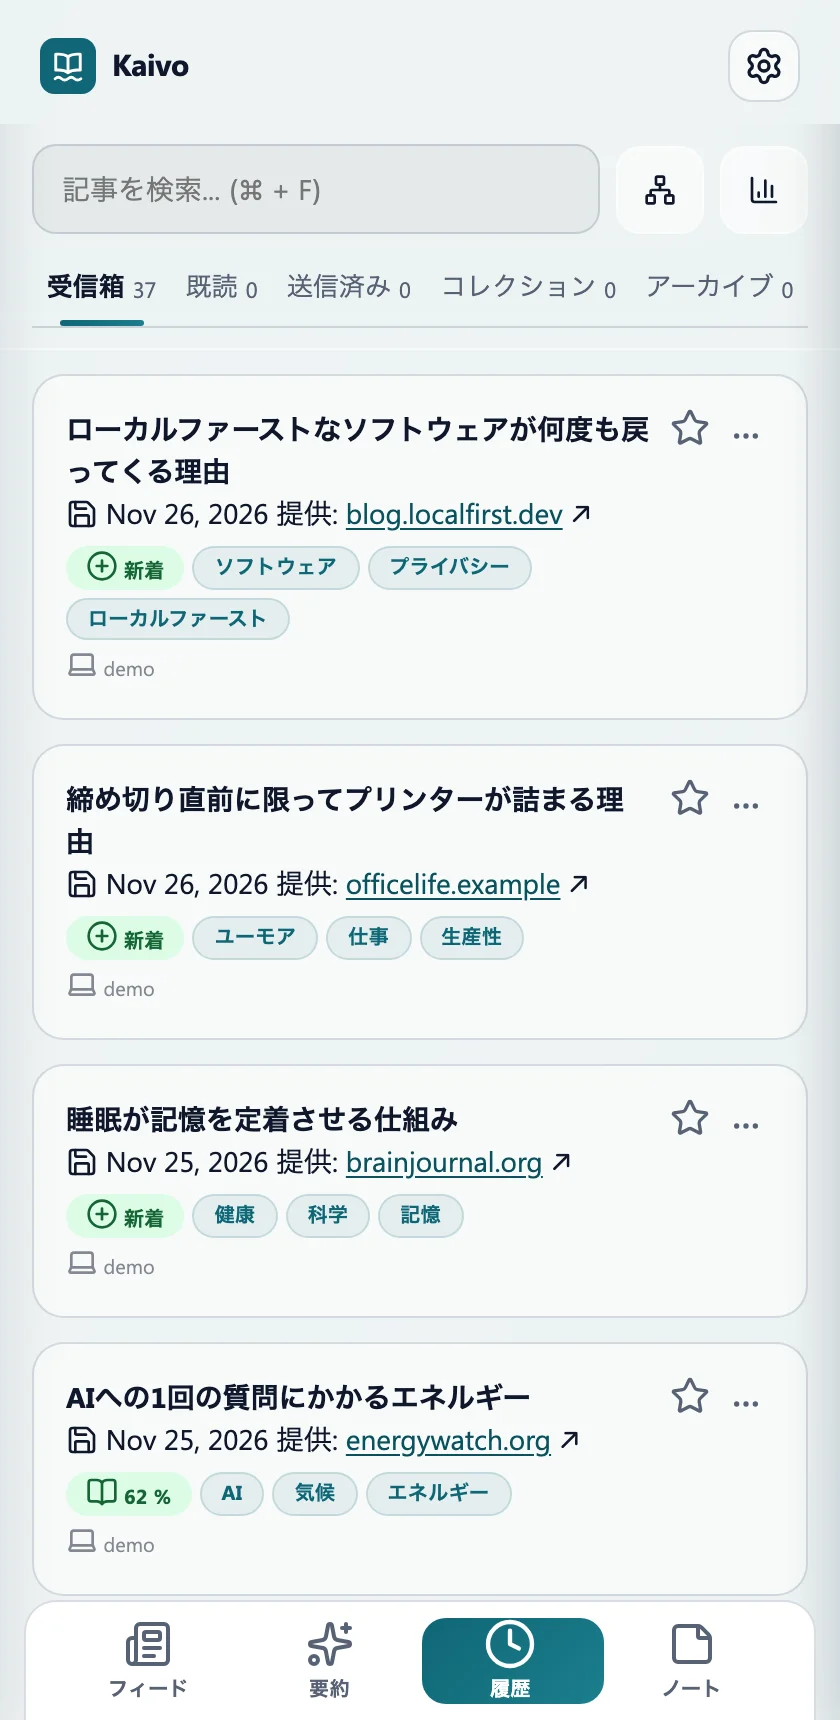 Kaivo
記事を検索... (⌘ + F)
受信箱 37 既読 0 送信済み 0 コレクション 0 アーカイブ 0
ローカルファーストなソフトウェアが何度も戻
ってくる理由
Nov 26, 2026 提供: blog.localfirst.dev
新着 ソフトウェア プライバシー
ローカルファースト
demo
締め切り直前に限ってプリンターが詰まる理
由
Nov 26, 2026 提供: officelife.example
新着 ユーモア 仕事 生産性
demo
睡眠が記憶を定着させる仕組み
Nov 25, 2026 提供: brainjournal.org
新着 健康 科学 記憶
demo
AIへの1回の質問にかかるエネルギー
Nov 25, 2026 提供: energywatch.org
62 % AI 気候 エネルギー
demo
フィード 要約 履歴 ノート